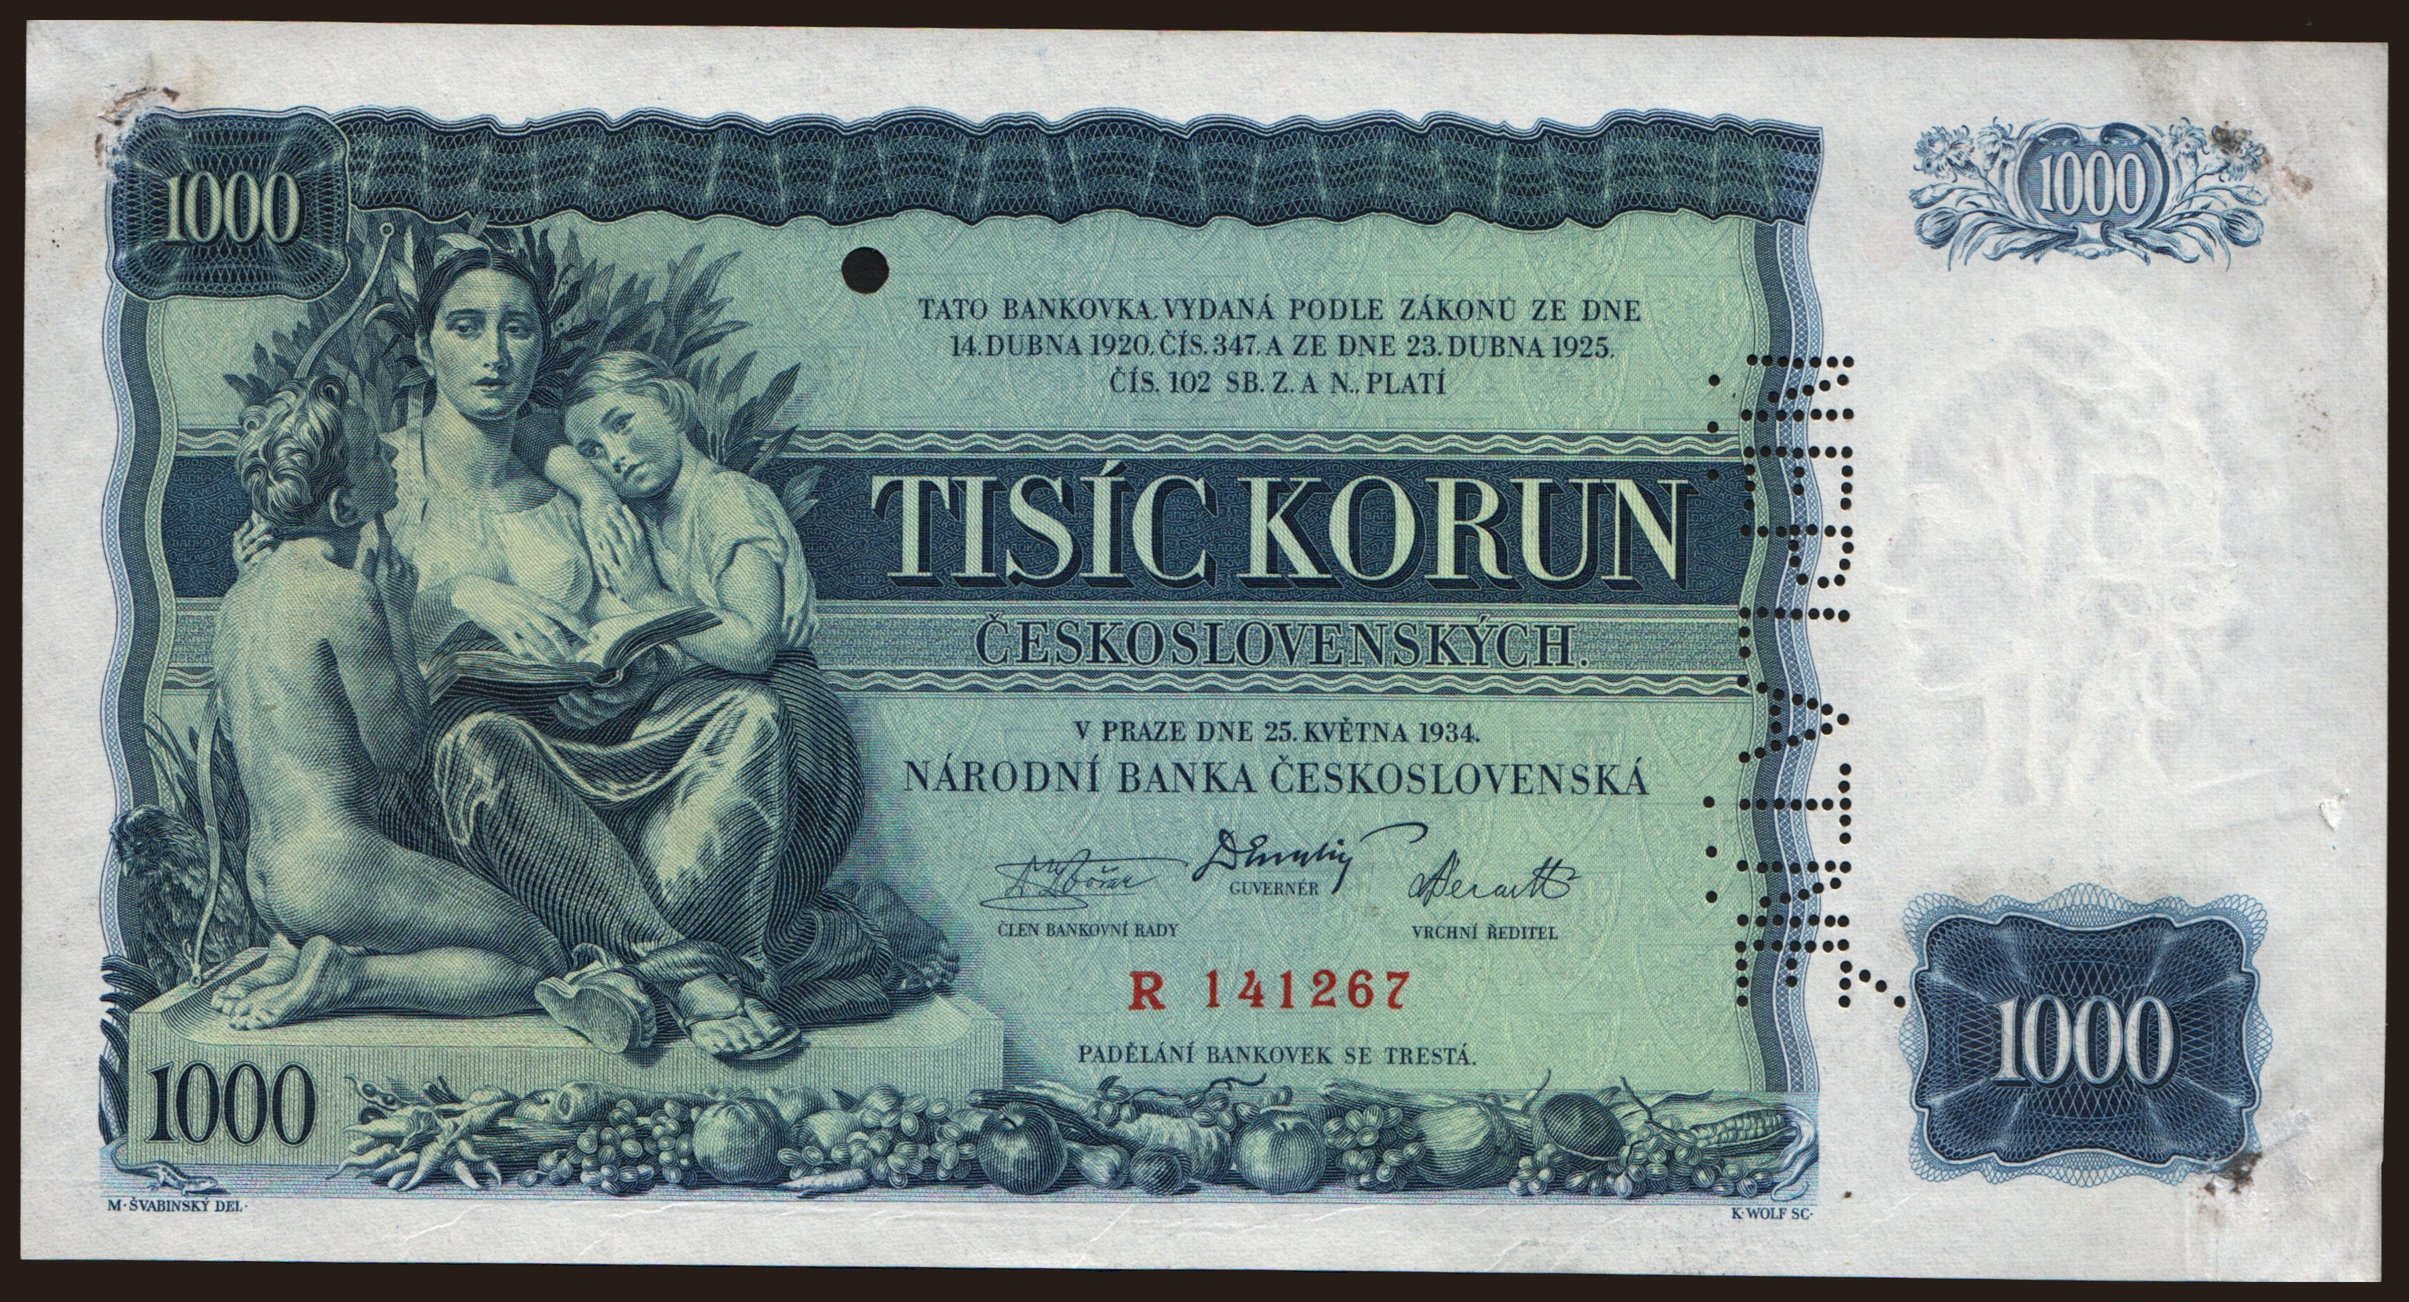 1000
1000
TATO BANKOVKA. VYDANÁ PODLE ZÁKONŮ ZE DNE
14. DUBNA 1920. ČÍS. 347. A ZE DNE 23. DUBNA 1925.
ČÍS. 102 SB. Z. A N., PLATÍ
TISÍC KORUN
ČESKOSLOVENSKÝCH.
V PRAZE DNE 25. KVĚTNA 1934.
NÁRODNÍ BANKA ČESKOSLOVENSKÁ
GUVERNÉR
ČLEN BANKOVNÍ RADY
VRCHNÍ ŘEDITEL
R 141267
PADĚLÁNÍ BANKOVEK SE TRESTÁ.
1000
1000
M·ŠVABINSKÝ DEL·
K·WOLF SC·